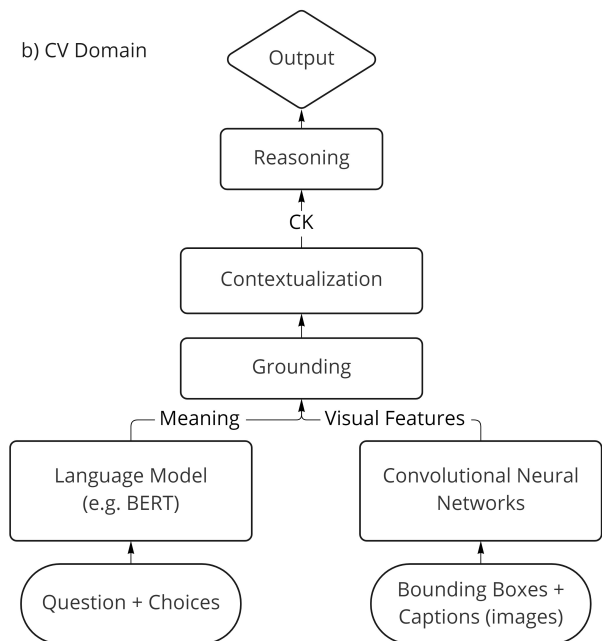 b) CV Domain
Output
Reasoning
CK
Contextualization
Grounding
Meaning
Visual Features
Language Model
(e.g. BERT)
Convolutional Neural
Networks
Question + Choices
Bounding Boxes +
Captions (images)